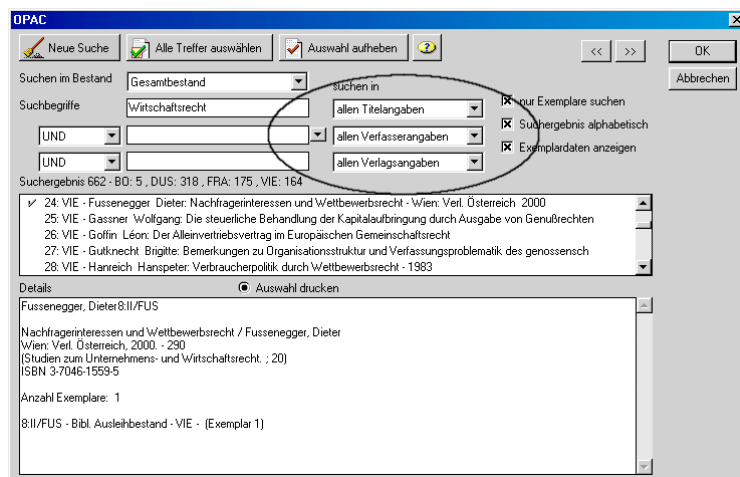 OPAC
Neue Suche Alle Treffer auswählen Auswahl aufheben << >> OK
Suchen im Bestand Gesamtbestand suchen in Abbrechen
Suchbegriffe Wirtschaftsrecht allen Titelangaben nur Exemplare suchen
UND allen Verfasserangaben Suchergebnis alphabetisch
UND allen Verlagsangaben Exemplardaten anzeigen
Suchergebnis 662 - BO: 5 , DUS: 318 , FRA: 175 , VIE: 164
24: VIE - Fussenegger Dieter: Nachfragerinteressen und Wettbewerbsrecht - Wien: Verl. Österreich 2000
25: VIE - Gassner Wolfgang: Die steuerliche Behandlung der Kapitalaufbringung durch Ausgabe von Genußrechten
26: VIE - Goffin Léon: Der Alleinvertriebsvertrag im Europäischen Gemeinschaftsrecht
27: VIE - Gutknecht Brigitte: Bemerkungen zu Organisationsstruktur und Verfassungsproblematik des genossensch
28: VIE - Hanreich Hanspeter: Verbraucherpolitik durch Wettbewerbsrecht - 1983
Details Auswahl drucken
Fussenegger, Dieter8:II/FUS
Nachfragerinteressen und Wettbewerbsrecht / Fussenegger, Dieter
Wien: Verl. Österreich, 2000. - 290
(Studien zum Unternehmens- und Wirtschaftsrecht. ; 20)
ISBN 3-7046-1559-5
Anzahl Exemplare: 1
8:II/FUS - Bibl. Ausleihbestand - VIE - (Exemplar 1)